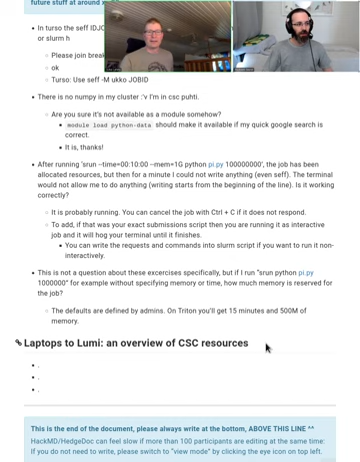 future stuff at around x
In turso the seff IDJC
or slurm h
Please join break
ok
Turso: Use seff -M ukko JOBID
There is no numpy in my cluster :'v I'm in csc puhti.
Are you sure it's not available as a module somehow?
module load python-data should make it available if my quick google search is
correct.
It is, thanks!
After running 'srun --time=00:10:00 --mem=1G python pi.py 100000000', the job has been
allocated resources, but then for a minute I could not write anything (even seff). The terminal
would not allow me to do anything (writing starts from the beginning of the line). Is it working
correctly?
It is probably running. You can cancel the job with Ctrl + C if it does not respond.
To add, if that was your exact submissions script then you are running it as interactive
job and it will hog your terminal until it finishes.
You can write the requests and commands into slurm script if you want to run it non-
interactively.
This is not a question about these excercises specifically, but if I run "srun python pi.py
1000000" for example without specifying memory or time, how much memory is reserved for
the job?
The defaults are defined by admins. On Triton you'll get 15 minutes and 500M of
memory.
Laptops to Lumi: an overview of CSC resources
.
.
.
This is the end of the document, please always write at the bottom, ABOVE THIS LINE ^^
HackMD/HedgeDoc can feel slow if more than 100 participants are editing at the same time:
If you do not need to write, please switch to "view mode" by clicking the eye icon on top left.